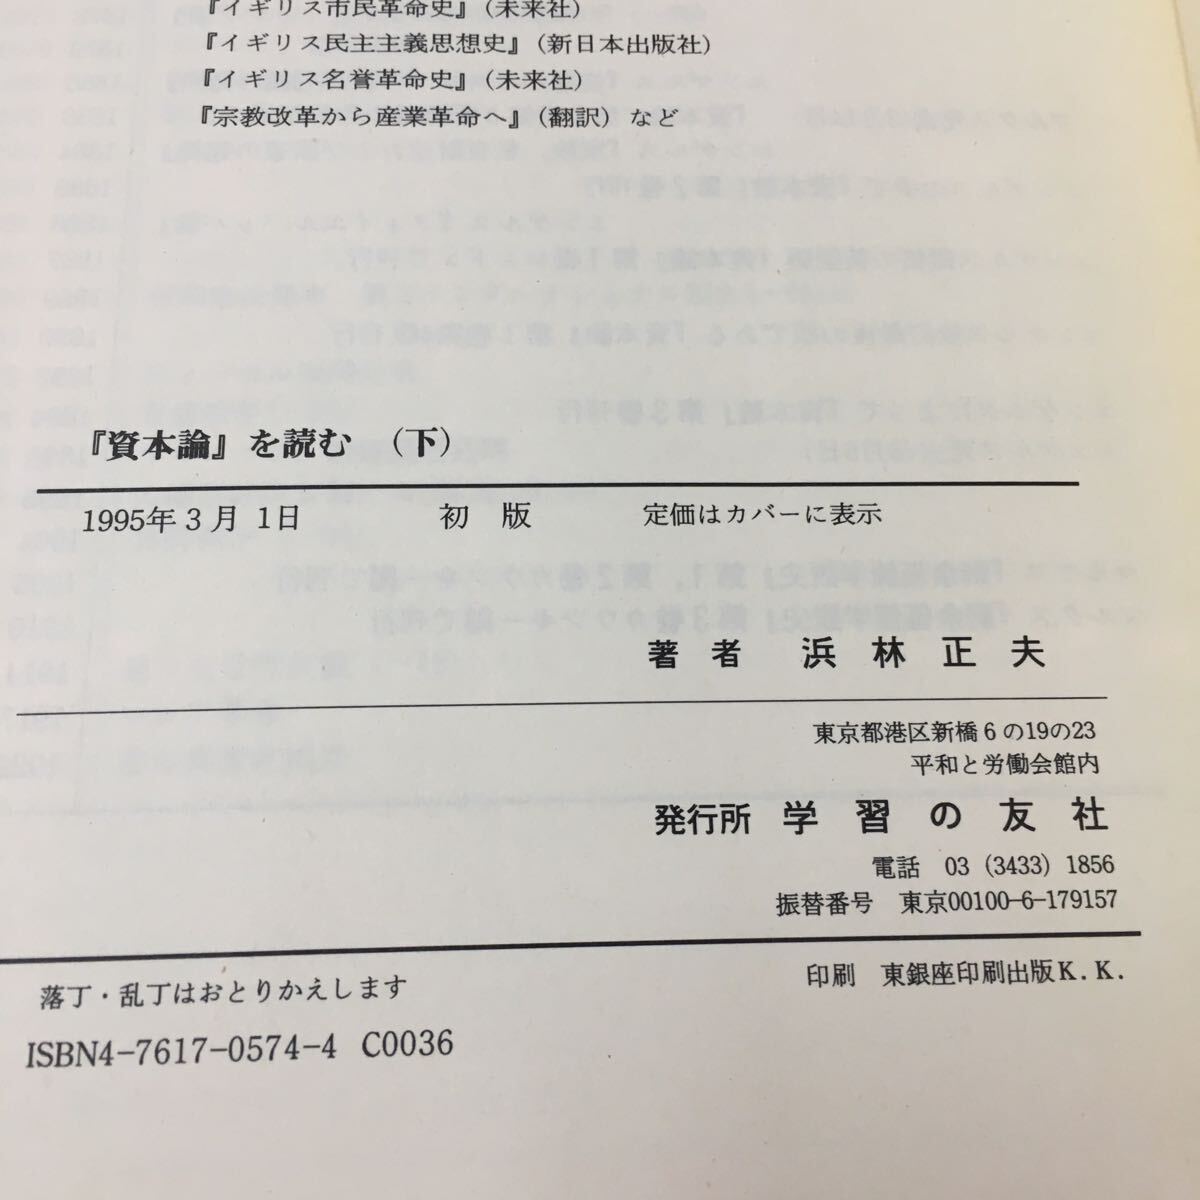 『イギリス市民革命史』(未来社)
『イギリス民主主義思想史』(新日本出版社)
『イギリス名誉革命史』(未来社)
『宗教改革から産業革命へ』(翻訳)など
『資本論』を読む (下)
1995年3月1日 初版 定価はカバーに表示
著者 浜林正夫
東京都港区新橋6の19の23
平和と労働会館内
発行所 学習の友社
電話 03 (3433) 1856
振替番号 東京00100-6-179157
落丁・乱丁はおとりかえします
印刷 東銀座印刷出版K.K.
ISBN4-7617-0574-4 C0036